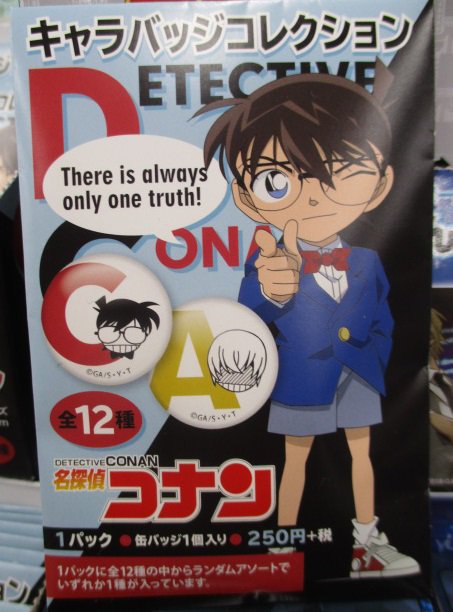 キャラバッジコレクション
DETECTIVE
CONAN
There is always
only one truth!
C
A
©GA/S・Y・T
©GA/S・Y・T
全12種
DETECTIVE CONAN
名探偵
コナン
1パック ● 缶バッジ1個入り ● 250円+税
1パックに全12種の中からランダムアソートで
いずれか1種が入っています。